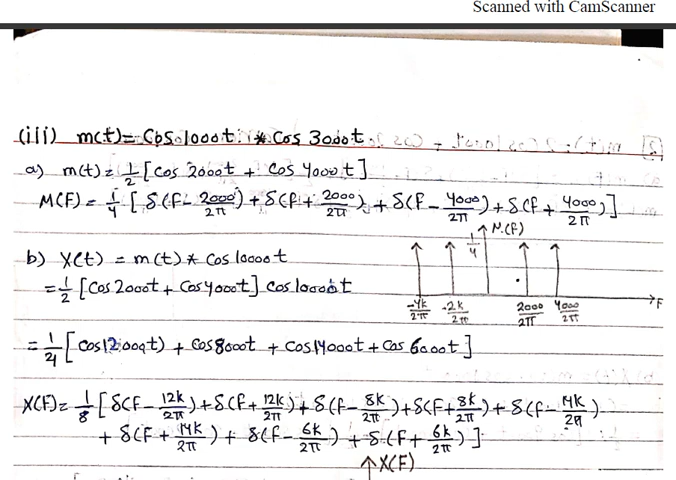 Scanned with CamScanner
(iii) m(t) = Cos 1000t * Cos 3000t
a) m(t) = 1/2 [cos 2000t + Cos 4000t]
M(F) = 1/4 [δ(F - 2000/2π) + δ(F + 2000/2π) + δ(F - 4000/2π) + δ(F + 4000/2π)]
M(F)
1/4
b) X(t) = m(t) * Cos 10000t
= 1/2 [Cos 2000t + Cos 4000t] Cos 10000t
-4k/2π -2k/2π 2000/2π 4000/2π F
= 1/4 [Cos 12000t) + Cos 8000t + Cos 14000t + Cos 6000t]
X(F) = 1/8 [δ(F - 12k/2π) + δ(F + 12k/2π) + δ(F - 8k/2π) + δ(F + 8k/2π) + δ(F - 14k/2π)
+ δ(F + 14k/2π) + δ(F - 6k/2π) + δ(F + 6k/2π)]
X(F)